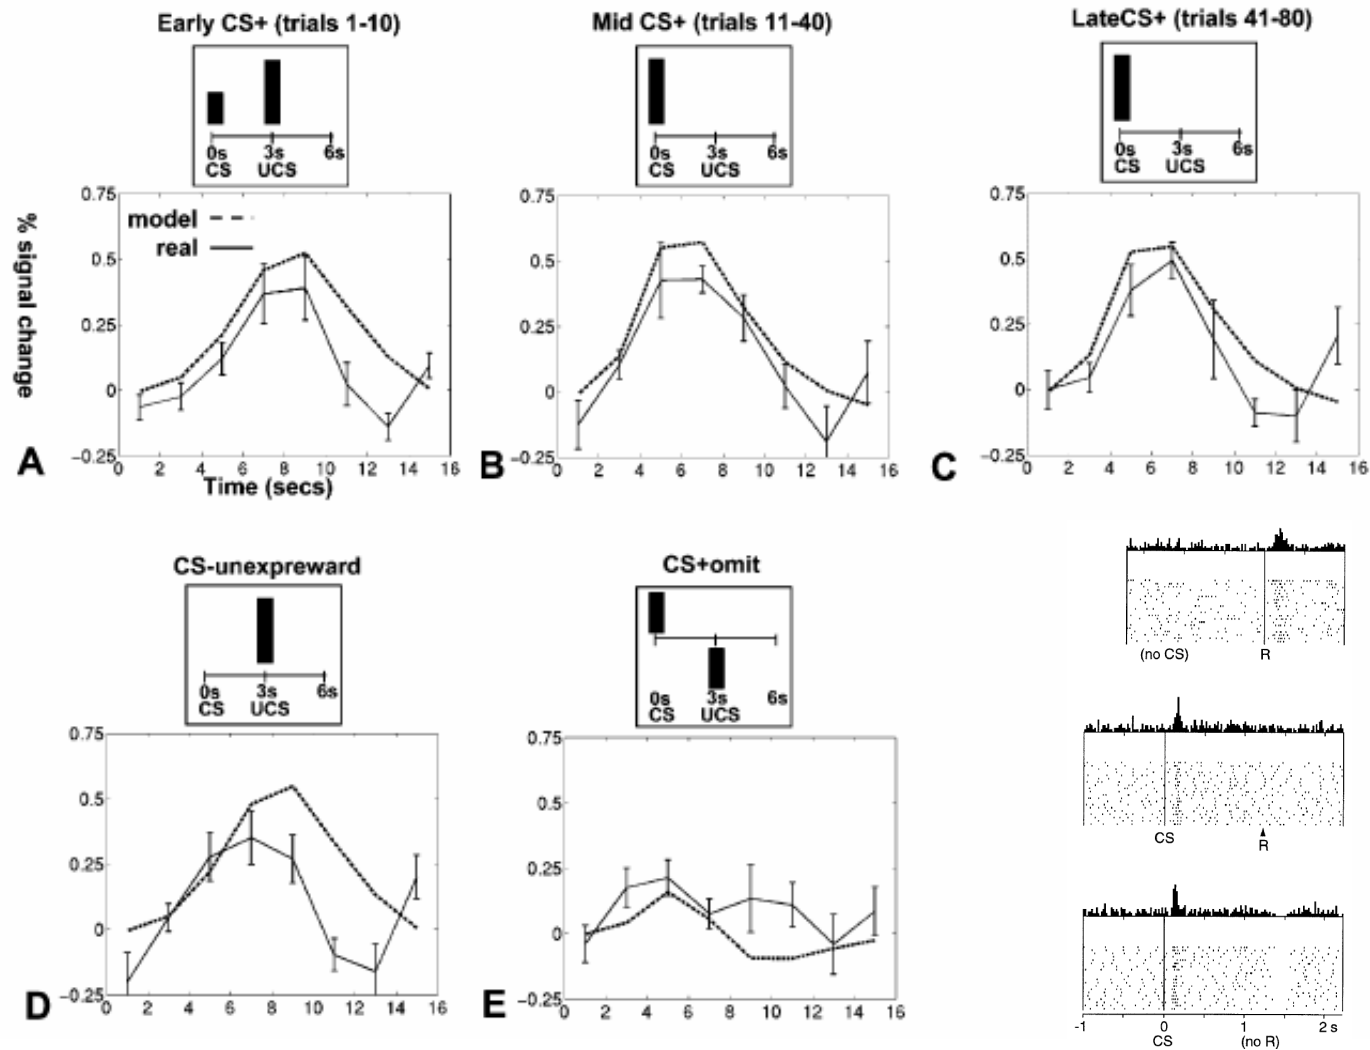 Early CS+ (trials 1-10)
0s 3s 6s
CS UCS
% signal change
model
real
0.75
0.5
0.25
0
−0.25
0 2 4 6 8 10 12 14 16
Time (secs)
A
Mid CS+ (trials 11-40)
0s 3s 6s
CS UCS
0.75
0.5
0.25
0
−0.25
0 2 4 6 8 10 12 14 16
B
LateCS+ (trials 41-80)
0s 3s 6s
CS UCS
0.75
0.5
0.25
0
−0.25
0 2 4 6 8 10 12 14 16
C
CS-unexpreward
0s 3s 6s
CS UCS
0.75
0.5
0.25
0
−0.25
0 2 4 6 8 10 12 14 16
D
CS+omit
0s 3s 6s
CS UCS
0.75
0.5
0.25
0
−0.25
0 2 4 6 8 10 12 14 16
E
(no CS) R
CS R
-1 0 1 2 s
CS (no R)